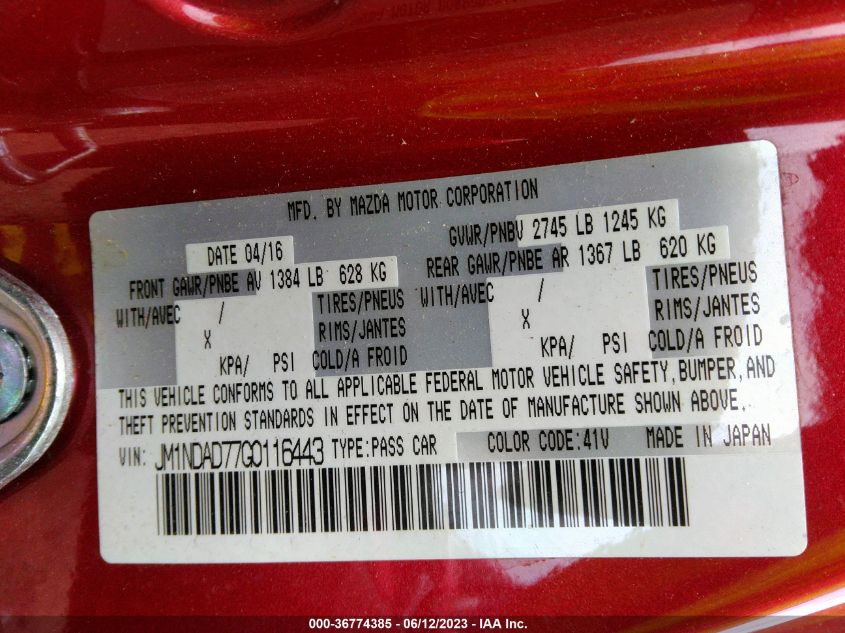 MFD. BY MAZDA MOTOR CORPORATION
DATE 04/16
GVWR/PNBV 2745 LB 1245 KG
FRONT GAWR/PNBE AV 1384 LB 628 KG
REAR GAWR/PNBE AR 1367 LB 620 KG
WITH/AVEC / TIRES/PNEUS
WITH/AVEC / TIRES/PNEUS
X RIMS/JANTES
X RIMS/JANTES
KPA/ PSI COLD/A FROID
KPA/ PSI COLD/A FROID
THIS VEHICLE CONFORMS TO ALL APPLICABLE FEDERAL MOTOR VEHICLE SAFETY, BUMPER, AND
THEFT PREVENTION STANDARDS IN EFFECT ON THE DATE OF MANUFACTURE SHOWN ABOVE.
VIN: JM1NDAD77G0116443 TYPE:PASS CAR COLOR CODE:41V MADE IN JAPAN
000-36774385 - 06/12/2023 - IAA Inc.